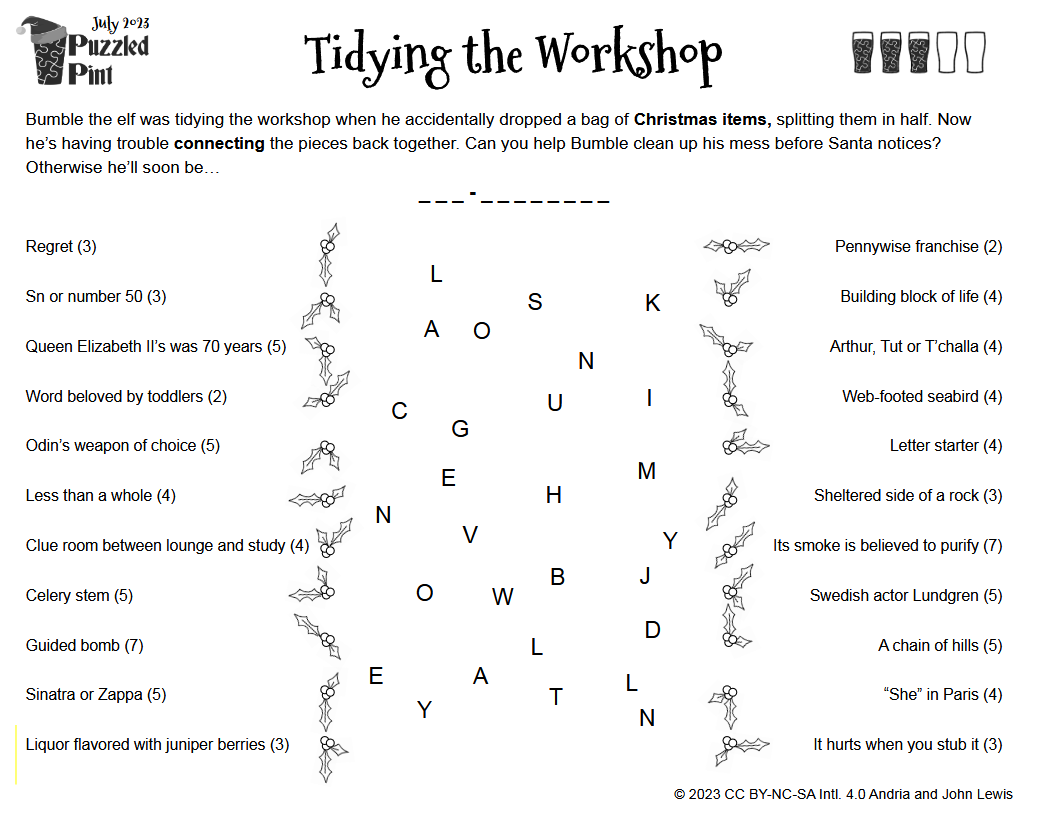 July 2023
Puzzled
Pint
Tidying the Workshop
Bumble the elf was tidying the workshop when he accidentally dropped a bag of Christmas items, splitting them in half. Now
he's having trouble connecting the pieces back together. Can you help Bumble clean up his mess before Santa notices?
Otherwise he'll soon be…
_ _ _ - _ _ _ _ _ _ _ _
Regret (3)
Sn or number 50 (3)
Queen Elizabeth II's was 70 years (5)
Word beloved by toddlers (2)
Odin's weapon of choice (5)
Less than a whole (4)
Clue room between lounge and study (4)
Celery stem (5)
Guided bomb (7)
Sinatra or Zappa (5)
Liquor flavored with juniper berries (3)
L
S
K
A
O
N
U
I
C
G
E
M
H
N
V
Y
B
J
O
W
D
L
E
A
L
T
Y
N
Pennywise franchise (2)
Building block of life (4)
Arthur, Tut or T'challa (4)
Web-footed seabird (4)
Letter starter (4)
Sheltered side of a rock (3)
Its smoke is believed to purify (7)
Swedish actor Lundgren (5)
A chain of hills (5)
“She” in Paris (4)
It hurts when you stub it (3)
© 2023 CC BY-NC-SA Intl. 4.0 Andria and John Lewis